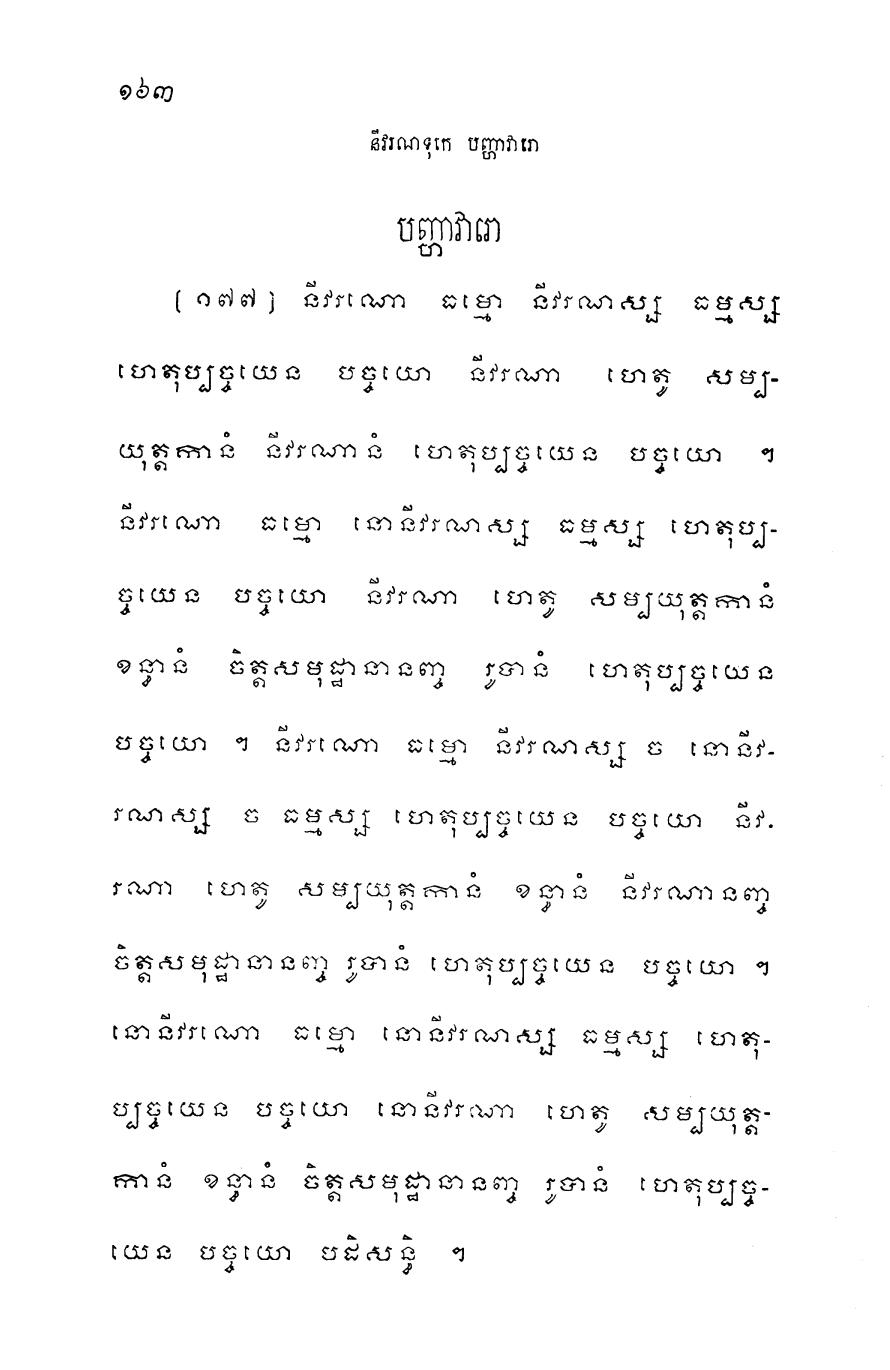 ១៦៣
នីវរណទុកេ បញ្ហាវារោ
បញ្ហាវារោ
[ ១៧៧ ] នីវរណោ ធម្មោ នីវរណស្ស ធម្មស្ស
ហេតុប្បច្ចយេន បច្ចយោ នីវរណា ហេតូ សម្ប-
យុត្តកានំ នីវរណានំ ហេតុប្បច្ចយេន បច្ចយោ ។
នីវរណោ ធម្មោ នោនីវរណស្ស ធម្មស្ស ហេតុប្ប-
ច្ចយេន បច្ចយោ នីវរណា ហេតូ សម្បយុត្តកានំ
ខន្ធានំ ចិត្តសមុដ្ឋានានញ្ច រូបានំ ហេតុប្បច្ចយេន
បច្ចយោ ។ នីវរណោ ធម្មោ នីវរណស្ស ច នោនីវ-
រណស្ស ច ធម្មស្ស ហេតុប្បច្ចយេន បច្ចយោ នីវ-
រណា ហេតូ សម្បយុត្តកានំ ខន្ធានំ នីវរណានញ្ច
ចិត្តសមុដ្ឋានានញ្ច រូបានំ ហេតុប្បច្ចយេន បច្ចយោ ។
នោនីវរណោ ធម្មោ នោនីវរណស្ស ធម្មស្ស ហេតុ-
ប្បច្ចយេន បច្ចយោ នោនីវរណា ហេតូ សម្បយុត្ត-
កានំ ខន្ធានំ ចិត្តសមុដ្ឋានានញ្ច រូបានំ ហេតុប្បច្ច-
យេន បច្ចយោ បដិសន្ធិ ។